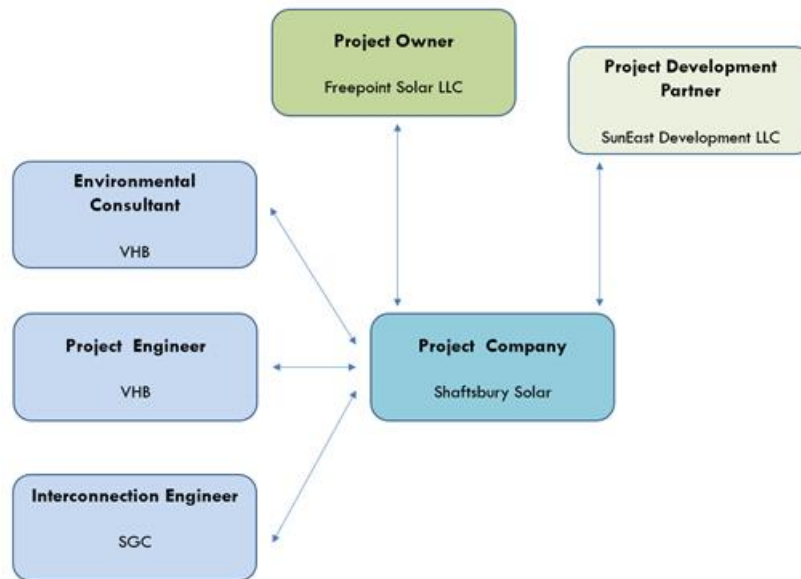 Project Owner
Freepoint Solar LLC
Project Development
Partner
SunEast Development LLC
Environmental
Consultant
VHB
Project Engineer
VHB
Project Company
Shaftsbury Solar
Interconnection Engineer
SGC